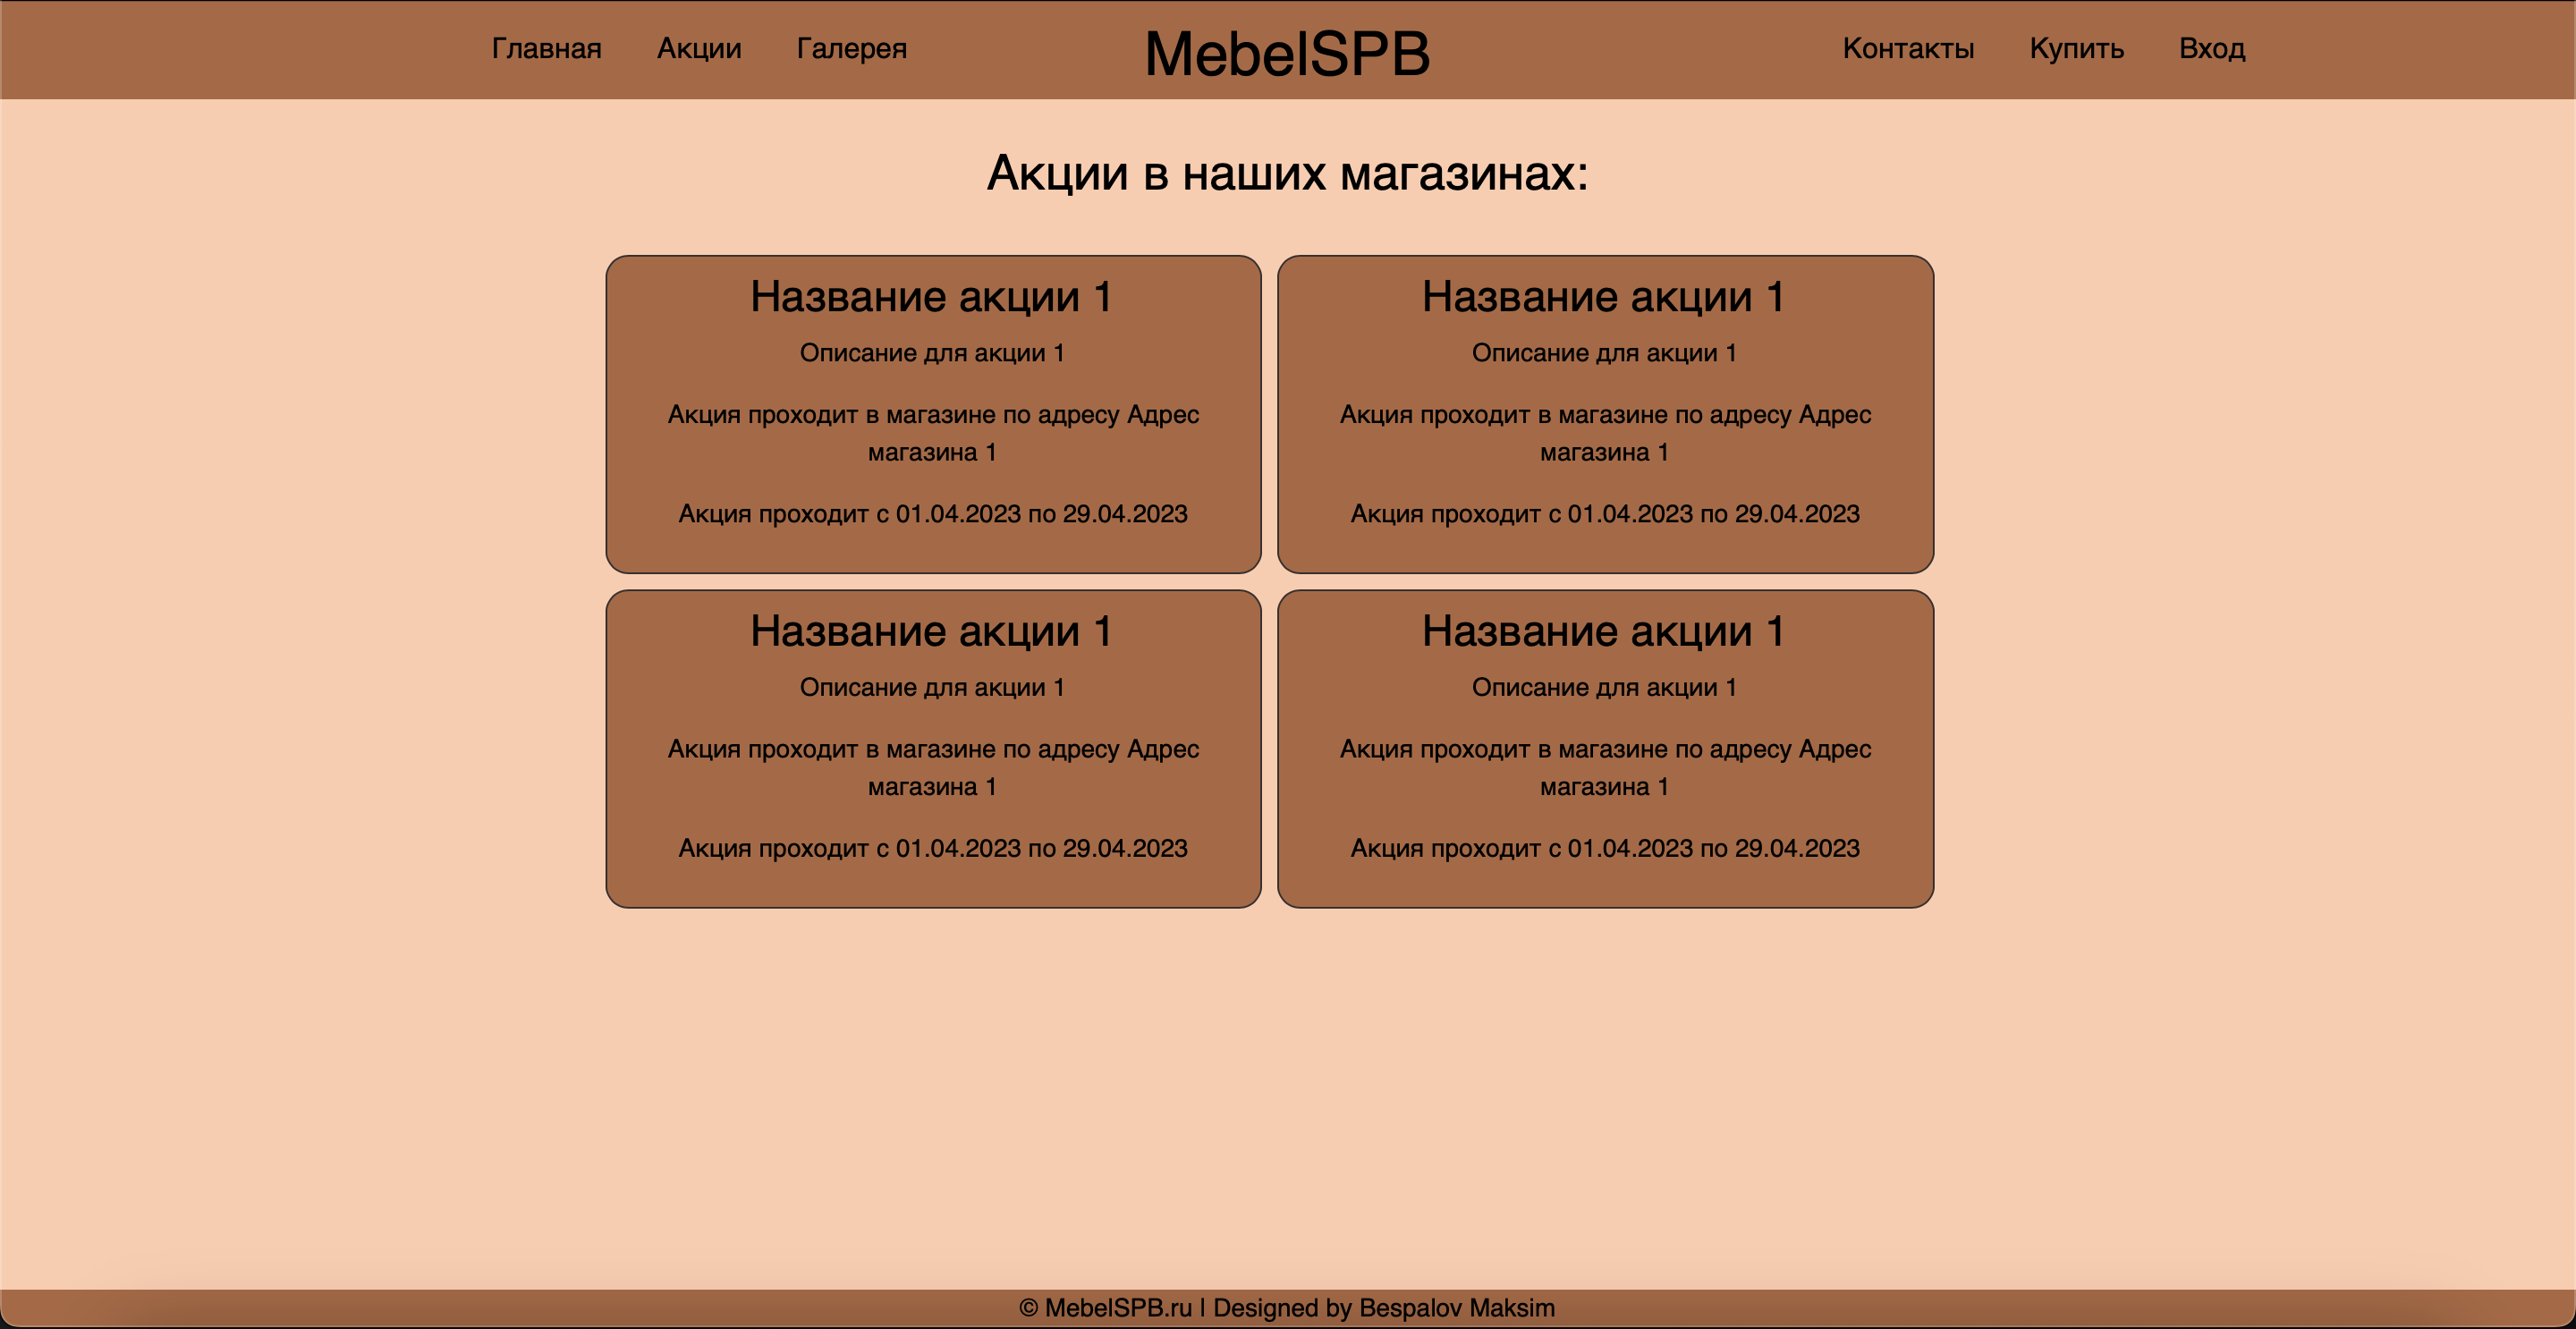 Главная Акции Галерея MebelSPB Контакты Купить Вход
Акции в наших магазинах:
Название акции 1
Описание для акции 1
Акция проходит в магазине по адресу Адрес
магазина 1
Акция проходит с 01.04.2023 по 29.04.2023
Название акции 1
Описание для акции 1
Акция проходит в магазине по адресу Адрес
магазина 1
Акция проходит с 01.04.2023 по 29.04.2023
Название акции 1
Описание для акции 1
Акция проходит в магазине по адресу Адрес
магазина 1
Акция проходит с 01.04.2023 по 29.04.2023
Название акции 1
Описание для акции 1
Акция проходит в магазине по адресу Адрес
магазина 1
Акция проходит с 01.04.2023 по 29.04.2023
© MebelSPB.ru | Designed by Bespalov Maksim